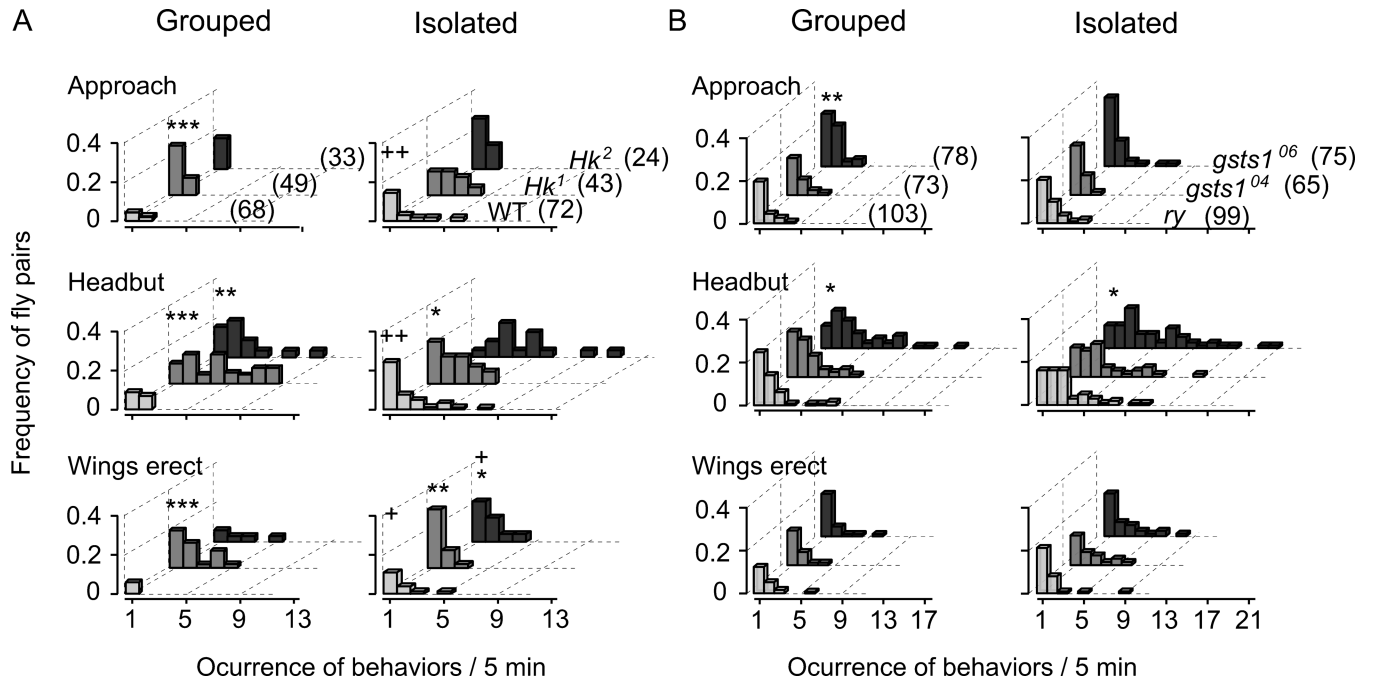 A
Grouped
Isolated
B
Grouped
Isolated
Frequency of fly pairs
Approach
***
++
0.4
0.2
0
(33)
(49)
(68)
Hk² (24)
Hk¹ (43)
WT (72)
Approach
**
0.4
0.2
0
(78)
(73)
(103)
gsts1⁰⁶ (75)
gsts1⁰⁴ (65)
ry (99)
Headbut
***
**
++
*
0.4
0.2
0
Headbut
*
*
0.4
0.2
0
Wings erect
***
+
**
+
*
0.4
0.2
0
1 5 9 13
1 5 9 13
Wings erect
0.4
0.2
0
1 5 9 13 17
1 5 9 13 17 21
Ocurrence of behaviors / 5 min
Ocurrence of behaviors / 5 min